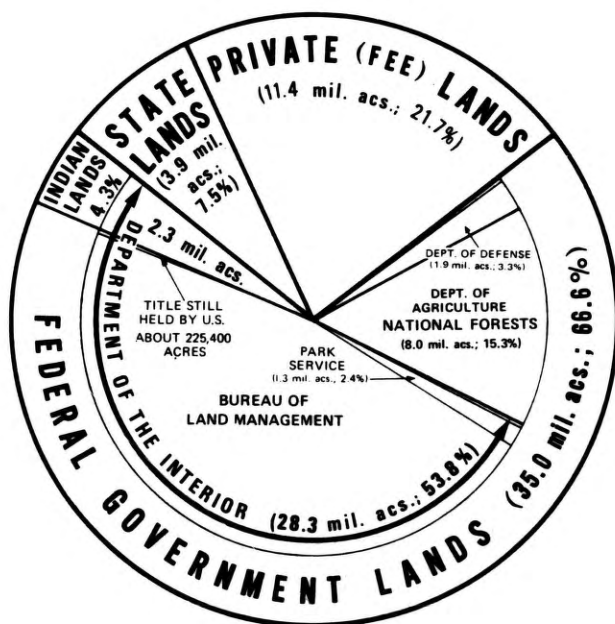 PRIVATE (FEE) LANDS
(11.4 mil. acs.; 21.7%)
STATE
LANDS
(3.9 mil.
acs.;
7.5%)
INDIAN
LANDS
4.3%
2.3 mil. acs.
TITLE STILL
HELD BY U.S.
ABOUT 225,400
ACRES
DEPT. OF DEFENSE
(1.9 mil. acs.; 3.3%)
DEPT. OF
AGRICULTURE
NATIONAL FORESTS
(8.0 mil. acs.; 15.3%)
PARK
SERVICE
(1.3 mil. acs., 2.4%)
BUREAU OF
LAND MANAGEMENT
DEPARTMENT OF THE INTERIOR (28.3 mil. acs.; 53.8%)
FEDERAL GOVERNMENT LANDS (35.0 mil. acs.; 66.6%)